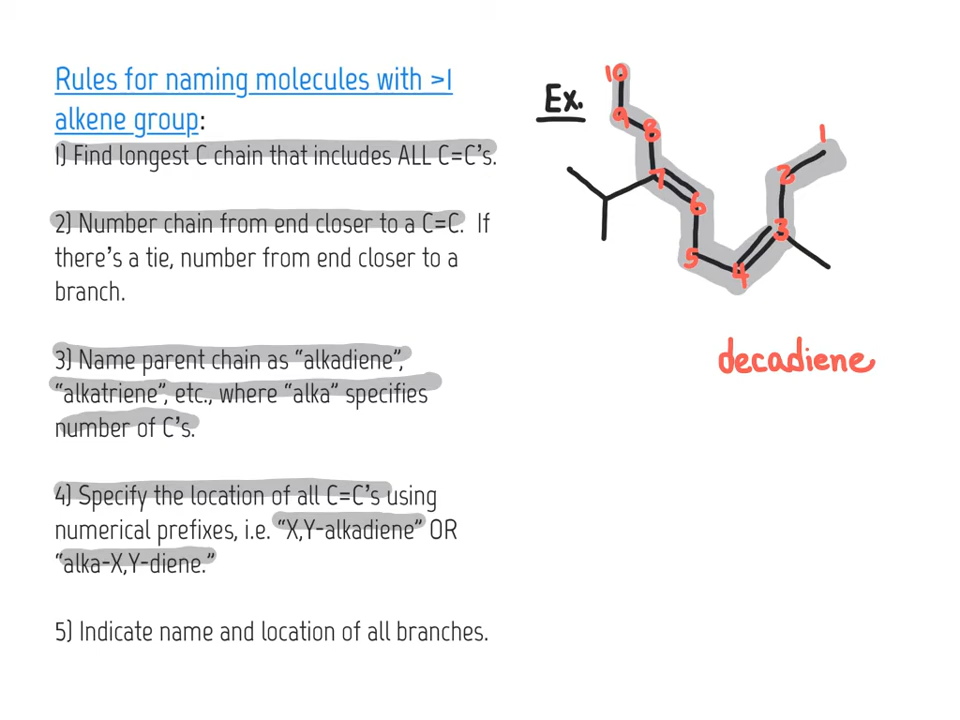 Rules for naming molecules with >1
alkene group:
1) Find longest C chain that includes ALL C=C's.
2) Number chain from end closer to a C=C. If
there's a tie, number from end closer to a
branch.
3) Name parent chain as "alkadiene",
"alkatriene", etc., where "alka" specifies
number of C's.
4) Specify the location of all C=C's using
numerical prefixes, i.e. "X,Y-alkadiene" OR
"alka-X,Y-diene."
5) Indicate name and location of all branches.
Ex.
10
9
8
7
6
5
4
3
2
1
decadiene